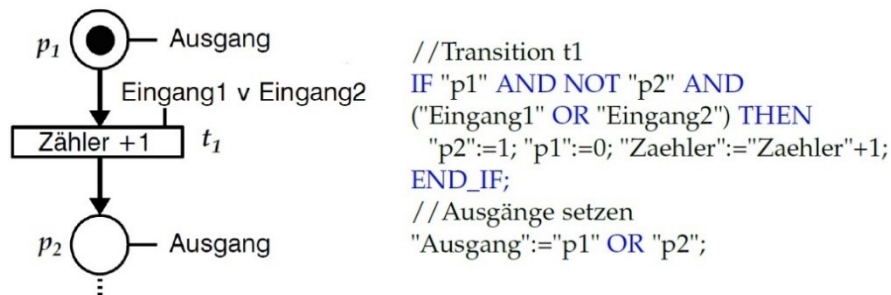 p1
Ausgang
Eingang1 v Eingang2
Zähler +1
t1
p2
Ausgang
//Transition t1
IF "p1" AND NOT "p2" AND
("Eingang1" OR "Eingang2") THEN
"p2":=1; "p1":=0; "Zaehler":="Zaehler"+1;
END_IF;
//Ausgänge setzen
"Ausgang":="p1" OR "p2";